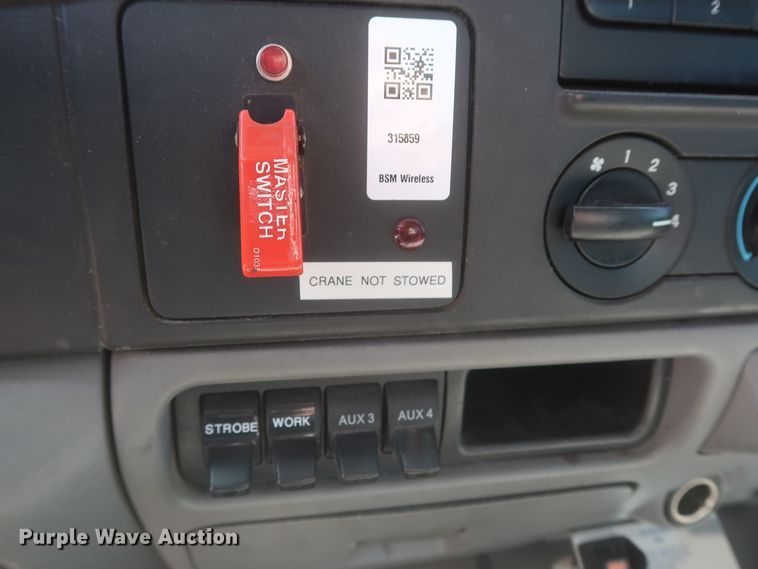 1 2
315859
BSM Wireless
MASTER
SWITCH
CRANE NOT STOWED
1 2 3 4
STROBE WORK AUX 3 AUX 4
Purple Wave Auction